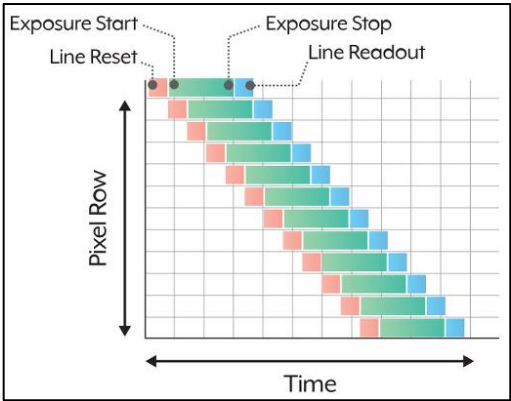 Exposure Start
Exposure Stop
Line Reset
Line Readout
Pixel Row
Time